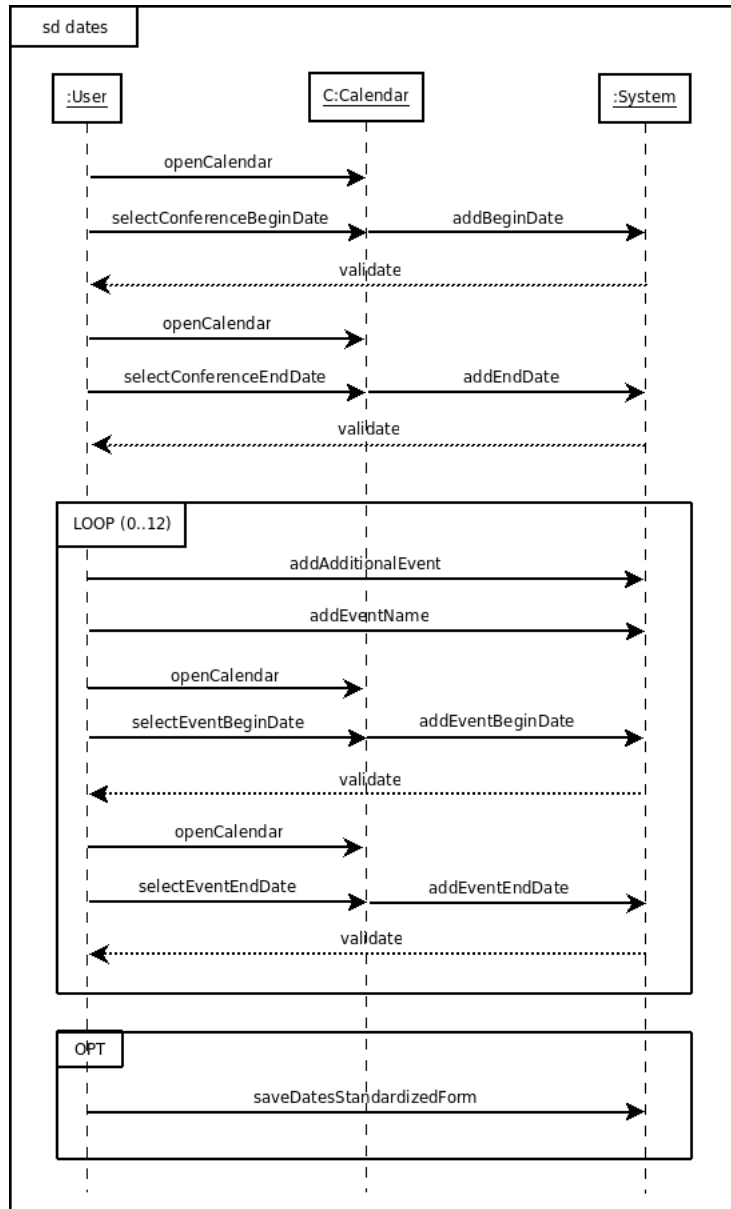 sd dates
:User
C:Calendar
:System
openCalendar
selectConferenceBeginDate
addBeginDate
validate
openCalendar
selectConferenceEndDate
addEndDate
validate
LOOP (0..12)
addAdditionalEvent
addEventName
openCalendar
selectEventBeginDate
addEventBeginDate
validate
openCalendar
selectEventEndDate
addEventEndDate
validate
OPT
saveDatesStandardizedForm